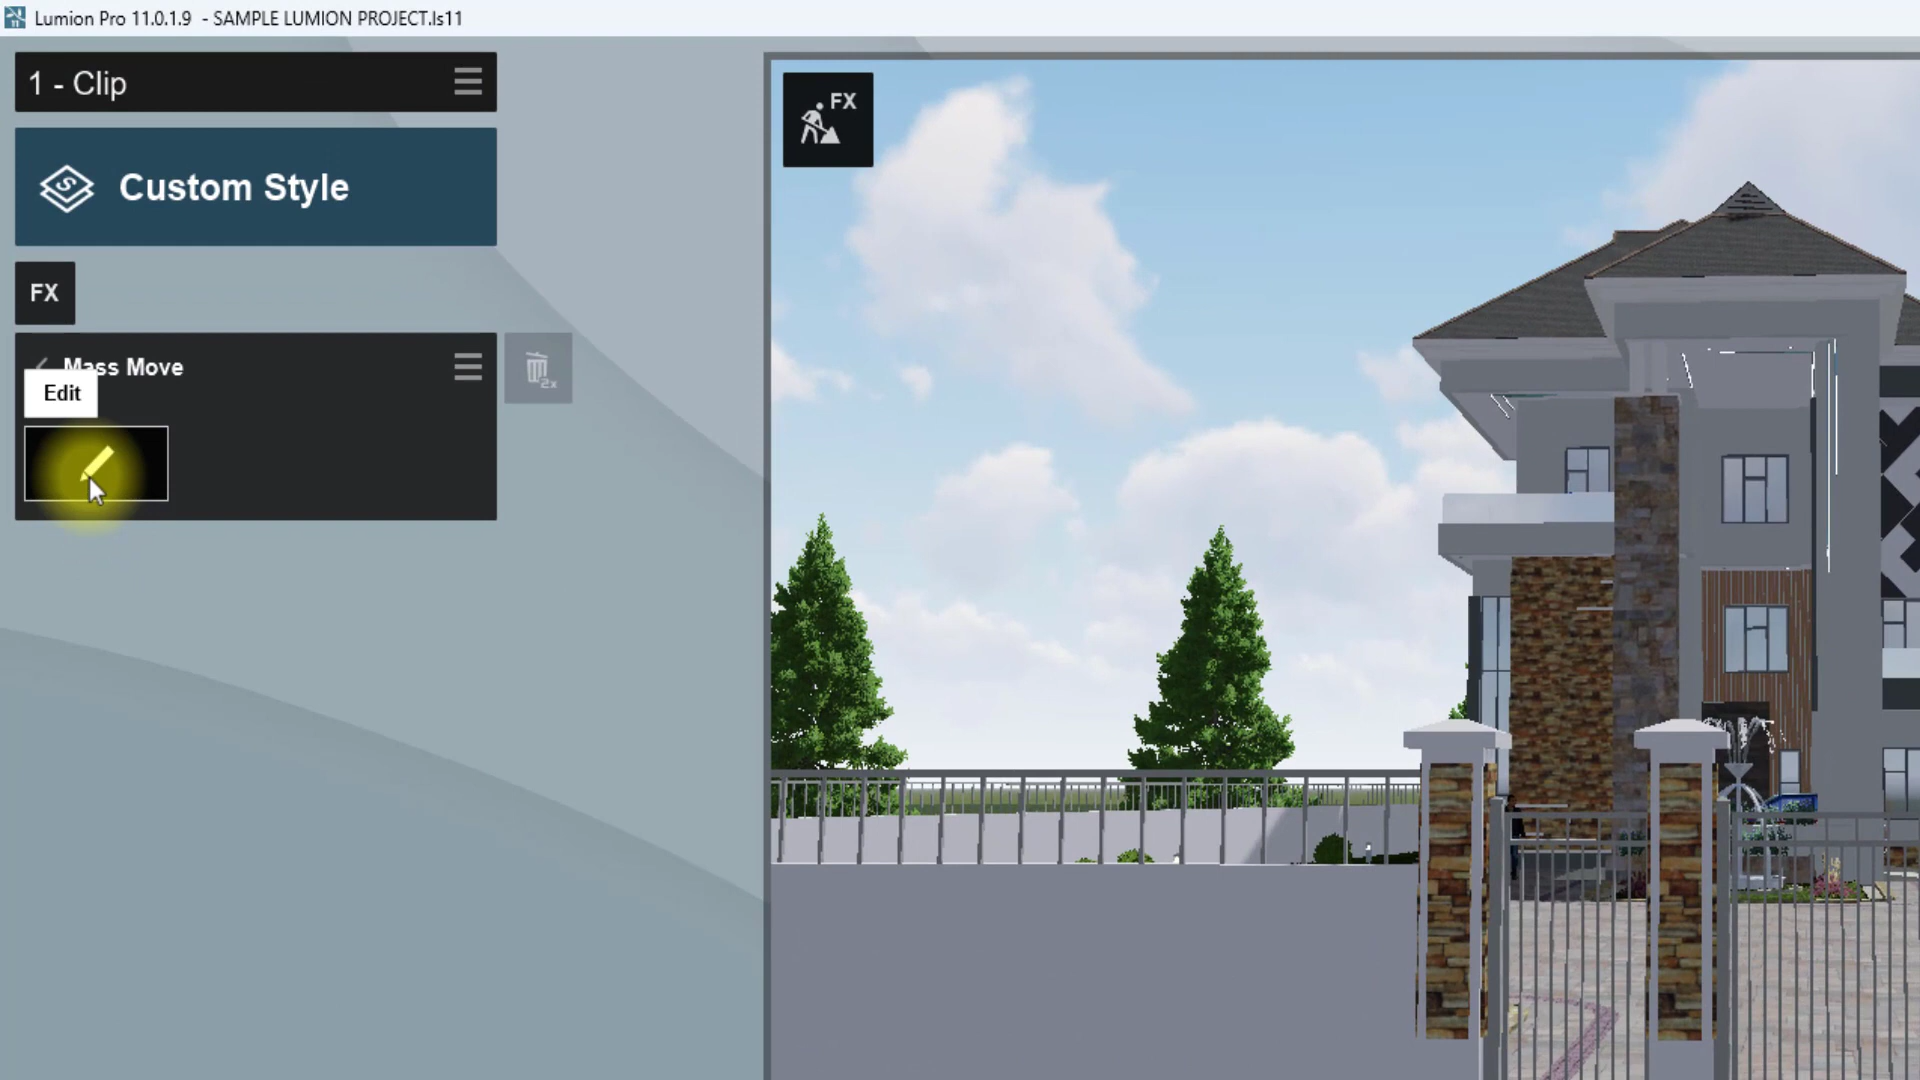 Lumion Pro 11.0.1.9 - SAMPLE LUMION PROJECT.ls11
1 - Clip
FX
Custom Style
FX
Mass Move
2x
Edit